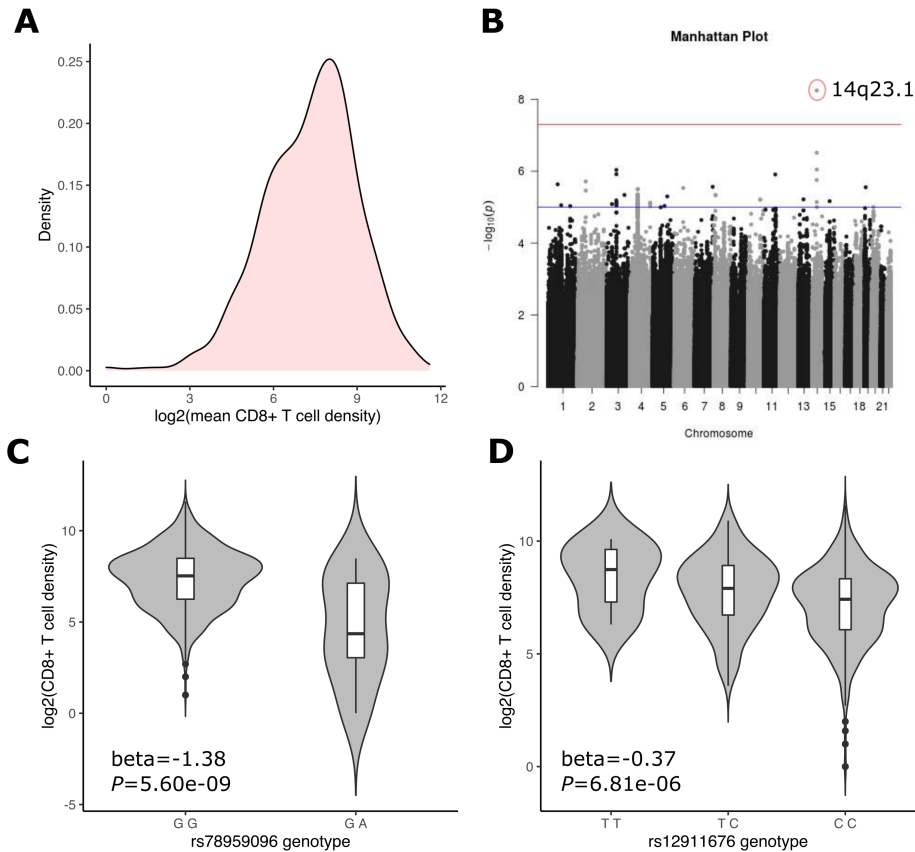 A
0.25
0.20
0.15
0.10
0.05
0.00
Density
0
3
6
9
12
log2(mean CD8+ T cell density)
B
Manhattan Plot
14q23.1
8
6
4
2
0
−log10(p)
1
2
3
4
5
6
7
8
9
11
13
15
18
21
Chromosome
C
10
5
0
-5
log2(CD8+ T cell density)
beta=-1.38
P=5.60e-09
G G
G A
rs78959096 genotype
D
10
5
0
log2(CD8+ T cell density)
beta=-0.37
P=6.81e-06
T T
T C
C C
rs12911676 genotype